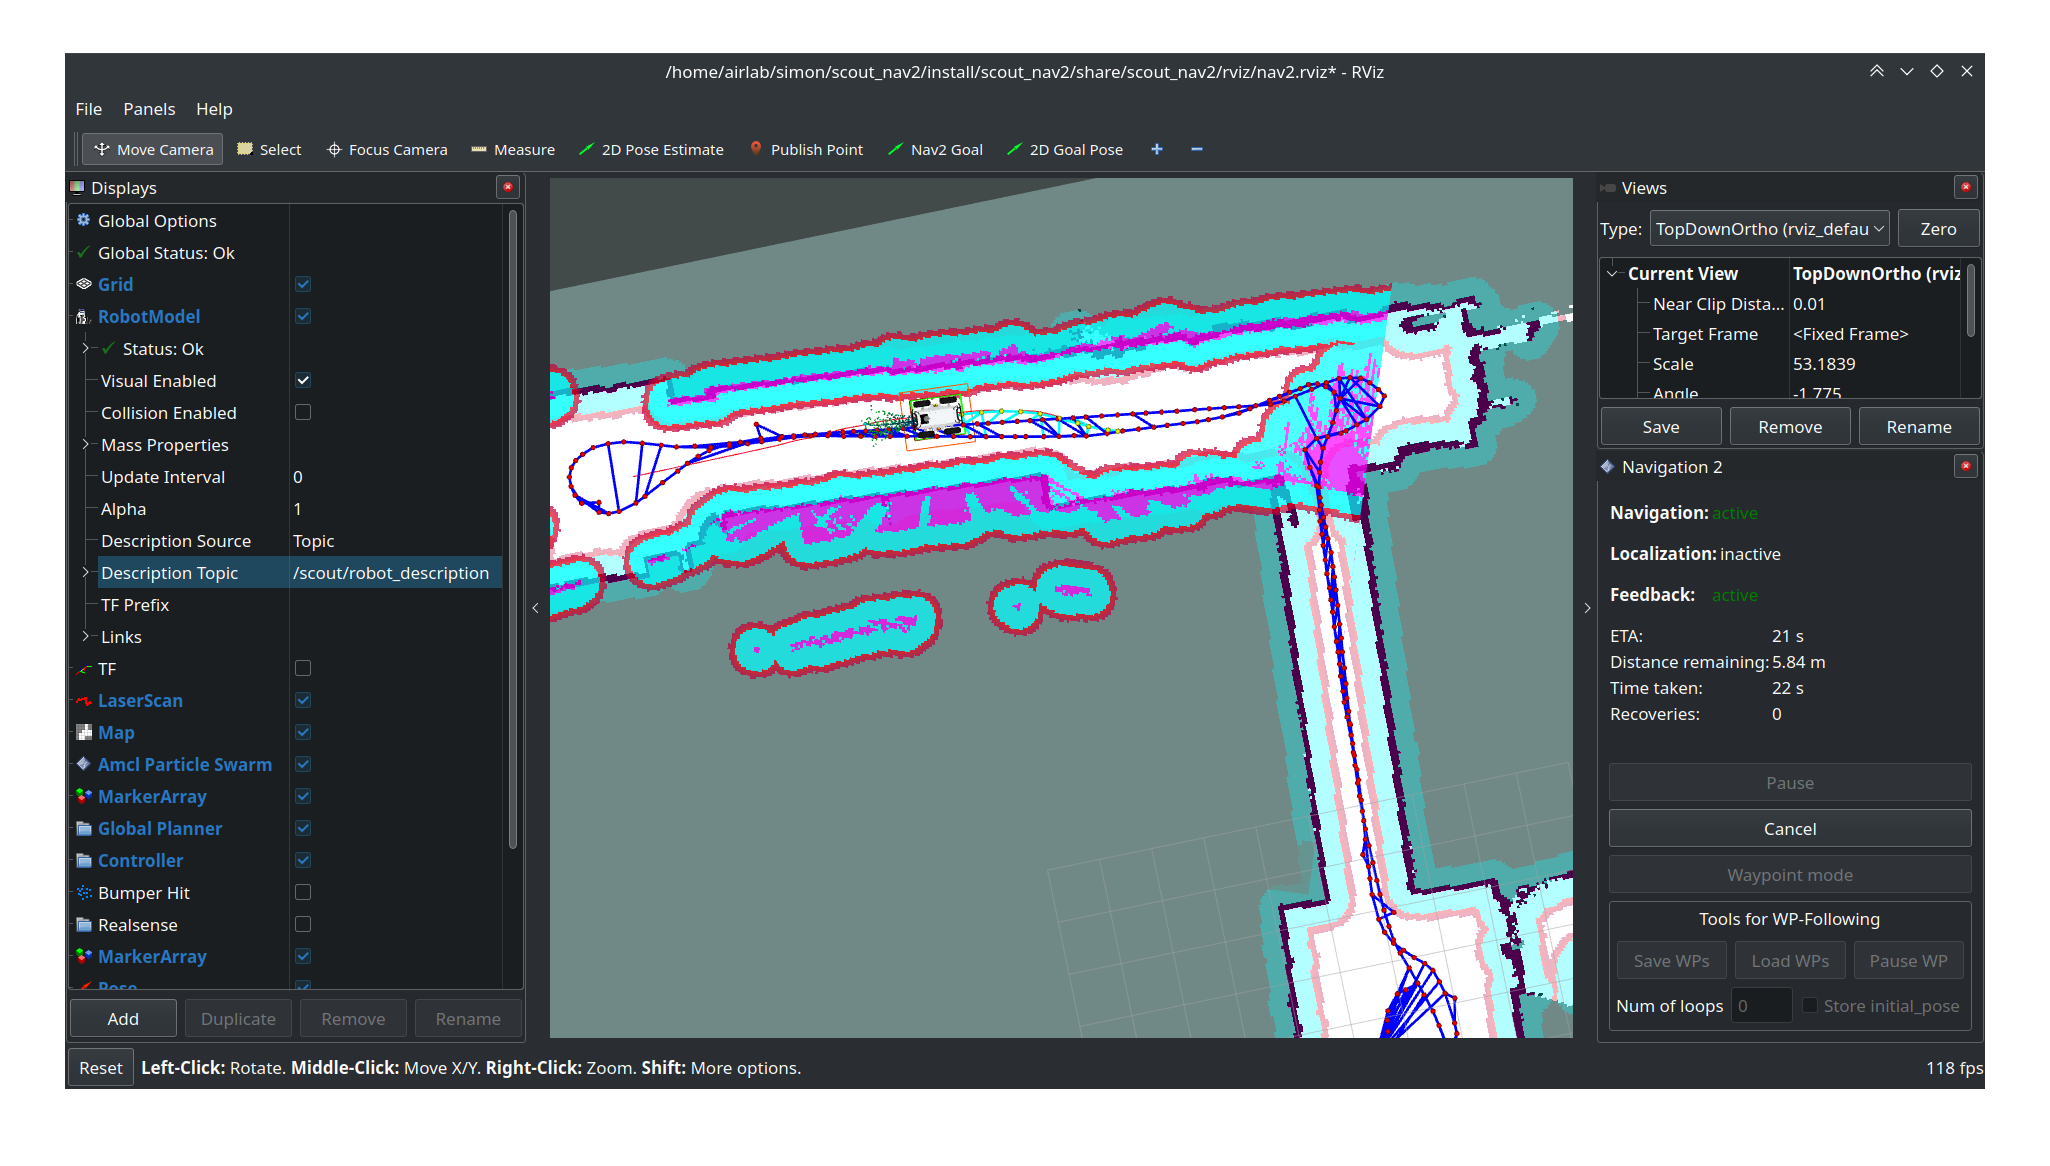 /home/airlab/simon/scout_nav2/install/scout_nav2/share/scout_nav2/rviz/nav2.rviz* - RViz
File Panels Help
Move Camera Select Focus Camera Measure 2D Pose Estimate Publish Point Nav2 Goal 2D Goal Pose
Displays
Global Options
Global Status: Ok
Grid
RobotModel
Status: Ok
Visual Enabled
Collision Enabled
Mass Properties
Update Interval 0
Alpha 1
Description Source Topic
Description Topic /scout/robot_description
TF Prefix
Links
TF
LaserScan
Map
Amcl Particle Swarm
MarkerArray
Global Planner
Controller
Bumper Hit
Realsense
MarkerArray
Pose
Add Duplicate Remove Rename
Views
Type: TopDownOrtho (rviz_defau Zero
Current View TopDownOrtho (rviz
Near Clip Dista... 0.01
Target Frame <Fixed Frame>
Scale 53.1839
Angle -1.775
Save Remove Rename
Navigation 2
Navigation: active
Localization: inactive
Feedback: active
ETA: 21 s
Distance remaining: 5.84 m
Time taken: 22 s
Recoveries: 0
Pause
Cancel
Waypoint mode
Tools for WP-Following
Save WPs Load WPs Pause WP
Num of loops 0 Store initial_pose
Reset Left-Click: Rotate. Middle-Click: Move X/Y. Right-Click: Zoom. Shift: More options. 118 fps